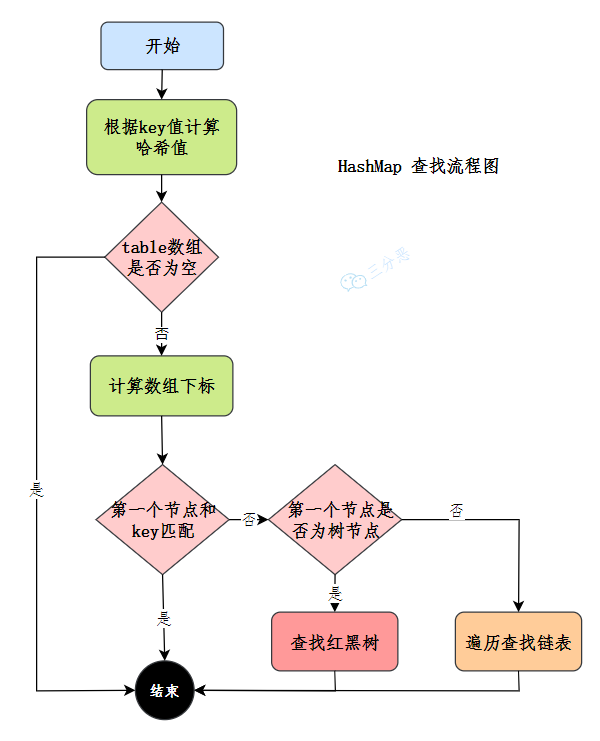 开始
根据key值计算
哈希值
HashMap 查找流程图
三分恶
table数组
是否为空
否
计算数组下标
是
第一个节点和
key匹配
否
第一个节点是
否为树节点
否
是
是
查找红黑树
遍历查找链表
结束